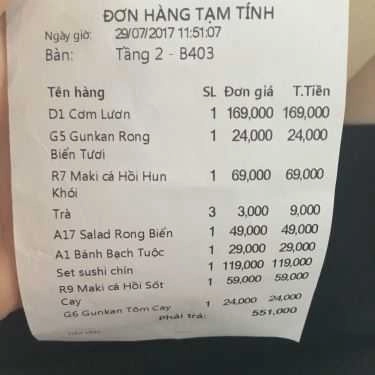 ĐƠN HÀNG TẠM TÍNH
Ngày giờ: 29/07/2017 11:51:07
Bàn: Tầng 2 - B403
Tên hàng SL Đơn giá T.Tiền
D1 Cơm Lươn 1 169,000 169,000
G5 Gunkan Rong 1 24,000 24,000
Biển Tươi
R7 Maki cá Hồi Hun 1 69,000 69,000
Khói
Trà 3 3,000 9,000
A17 Salad Rong Biển 1 49,000 49,000
A1 Bánh Bạch Tuộc 1 29,000 29,000
Set sushi chín 1 119,000 119,000
R9 Maki cá Hồi Sốt 1 59,000 59,000
Cay
G6 Gunkan Tôm Cay 1 24,000 24,000
Phải trả: 551,000